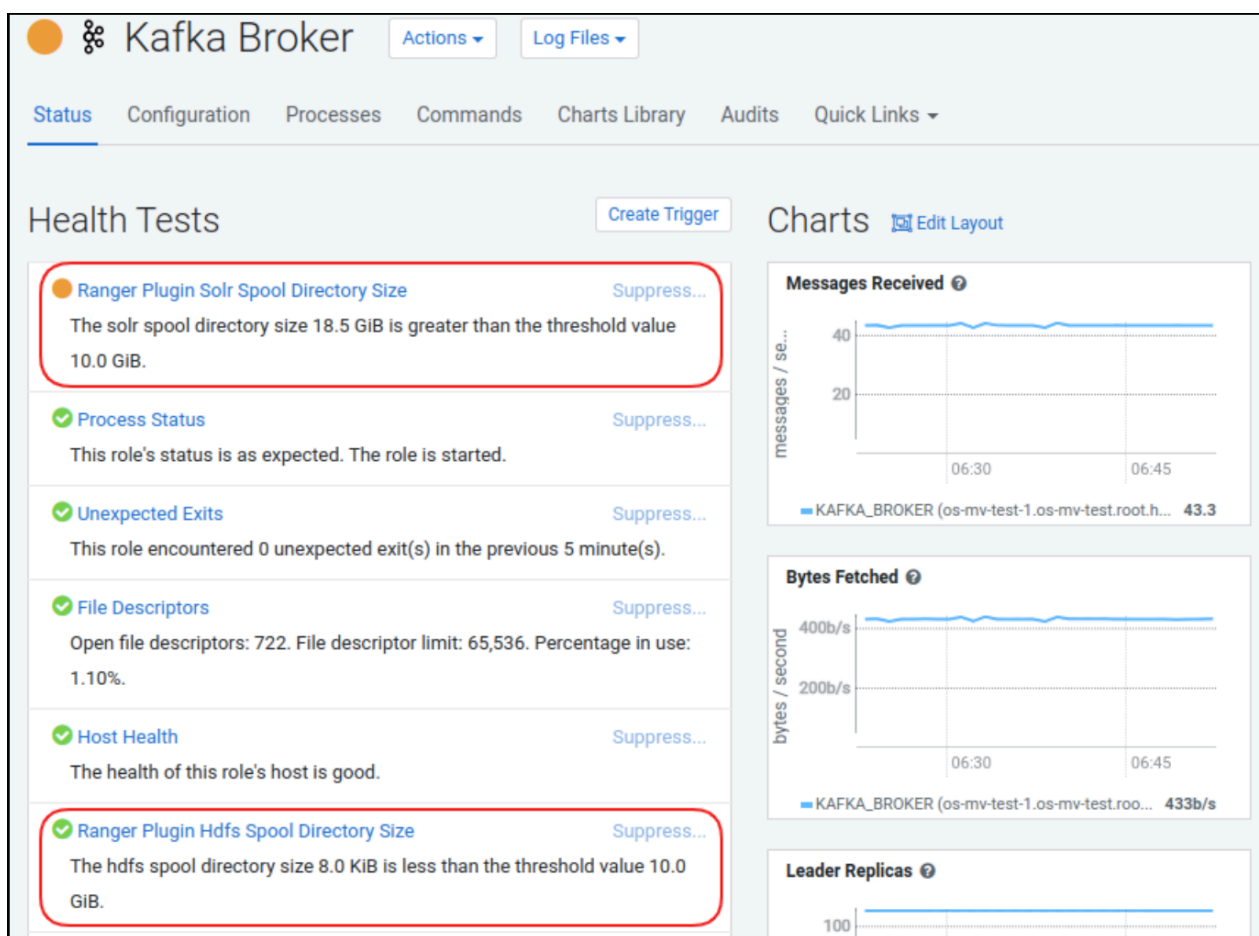 Kafka Broker Actions Log Files
Status Configuration Processes Commands Charts Library Audits Quick Links
Health Tests
Create Trigger
Ranger Plugin Solr Spool Directory Size Suppress...
The solr spool directory size 18.5 GiB is greater than the threshold value
10.0 GiB.
Process Status Suppress...
This role's status is as expected. The role is started.
Unexpected Exits Suppress...
This role encountered 0 unexpected exit(s) in the previous 5 minute(s).
File Descriptors Suppress...
Open file descriptors: 722. File descriptor limit: 65,536. Percentage in use:
1.10%.
Host Health Suppress...
The health of this role's host is good.
Ranger Plugin Hdfs Spool Directory Size Suppress...
The hdfs spool directory size 8.0 KiB is less than the threshold value 10.0
GiB.
Charts Edit Layout
Messages Received
messages / se...
40
20
06:30 06:45
KAFKA_BROKER (os-mv-test-1.os-mv-test.root.h... 43.3
Bytes Fetched
bytes / second
400b/s
200b/s
06:30 06:45
KAFKA_BROKER (os-mv-test-1.os-mv-test.roo... 433b/s
Leader Replicas
100